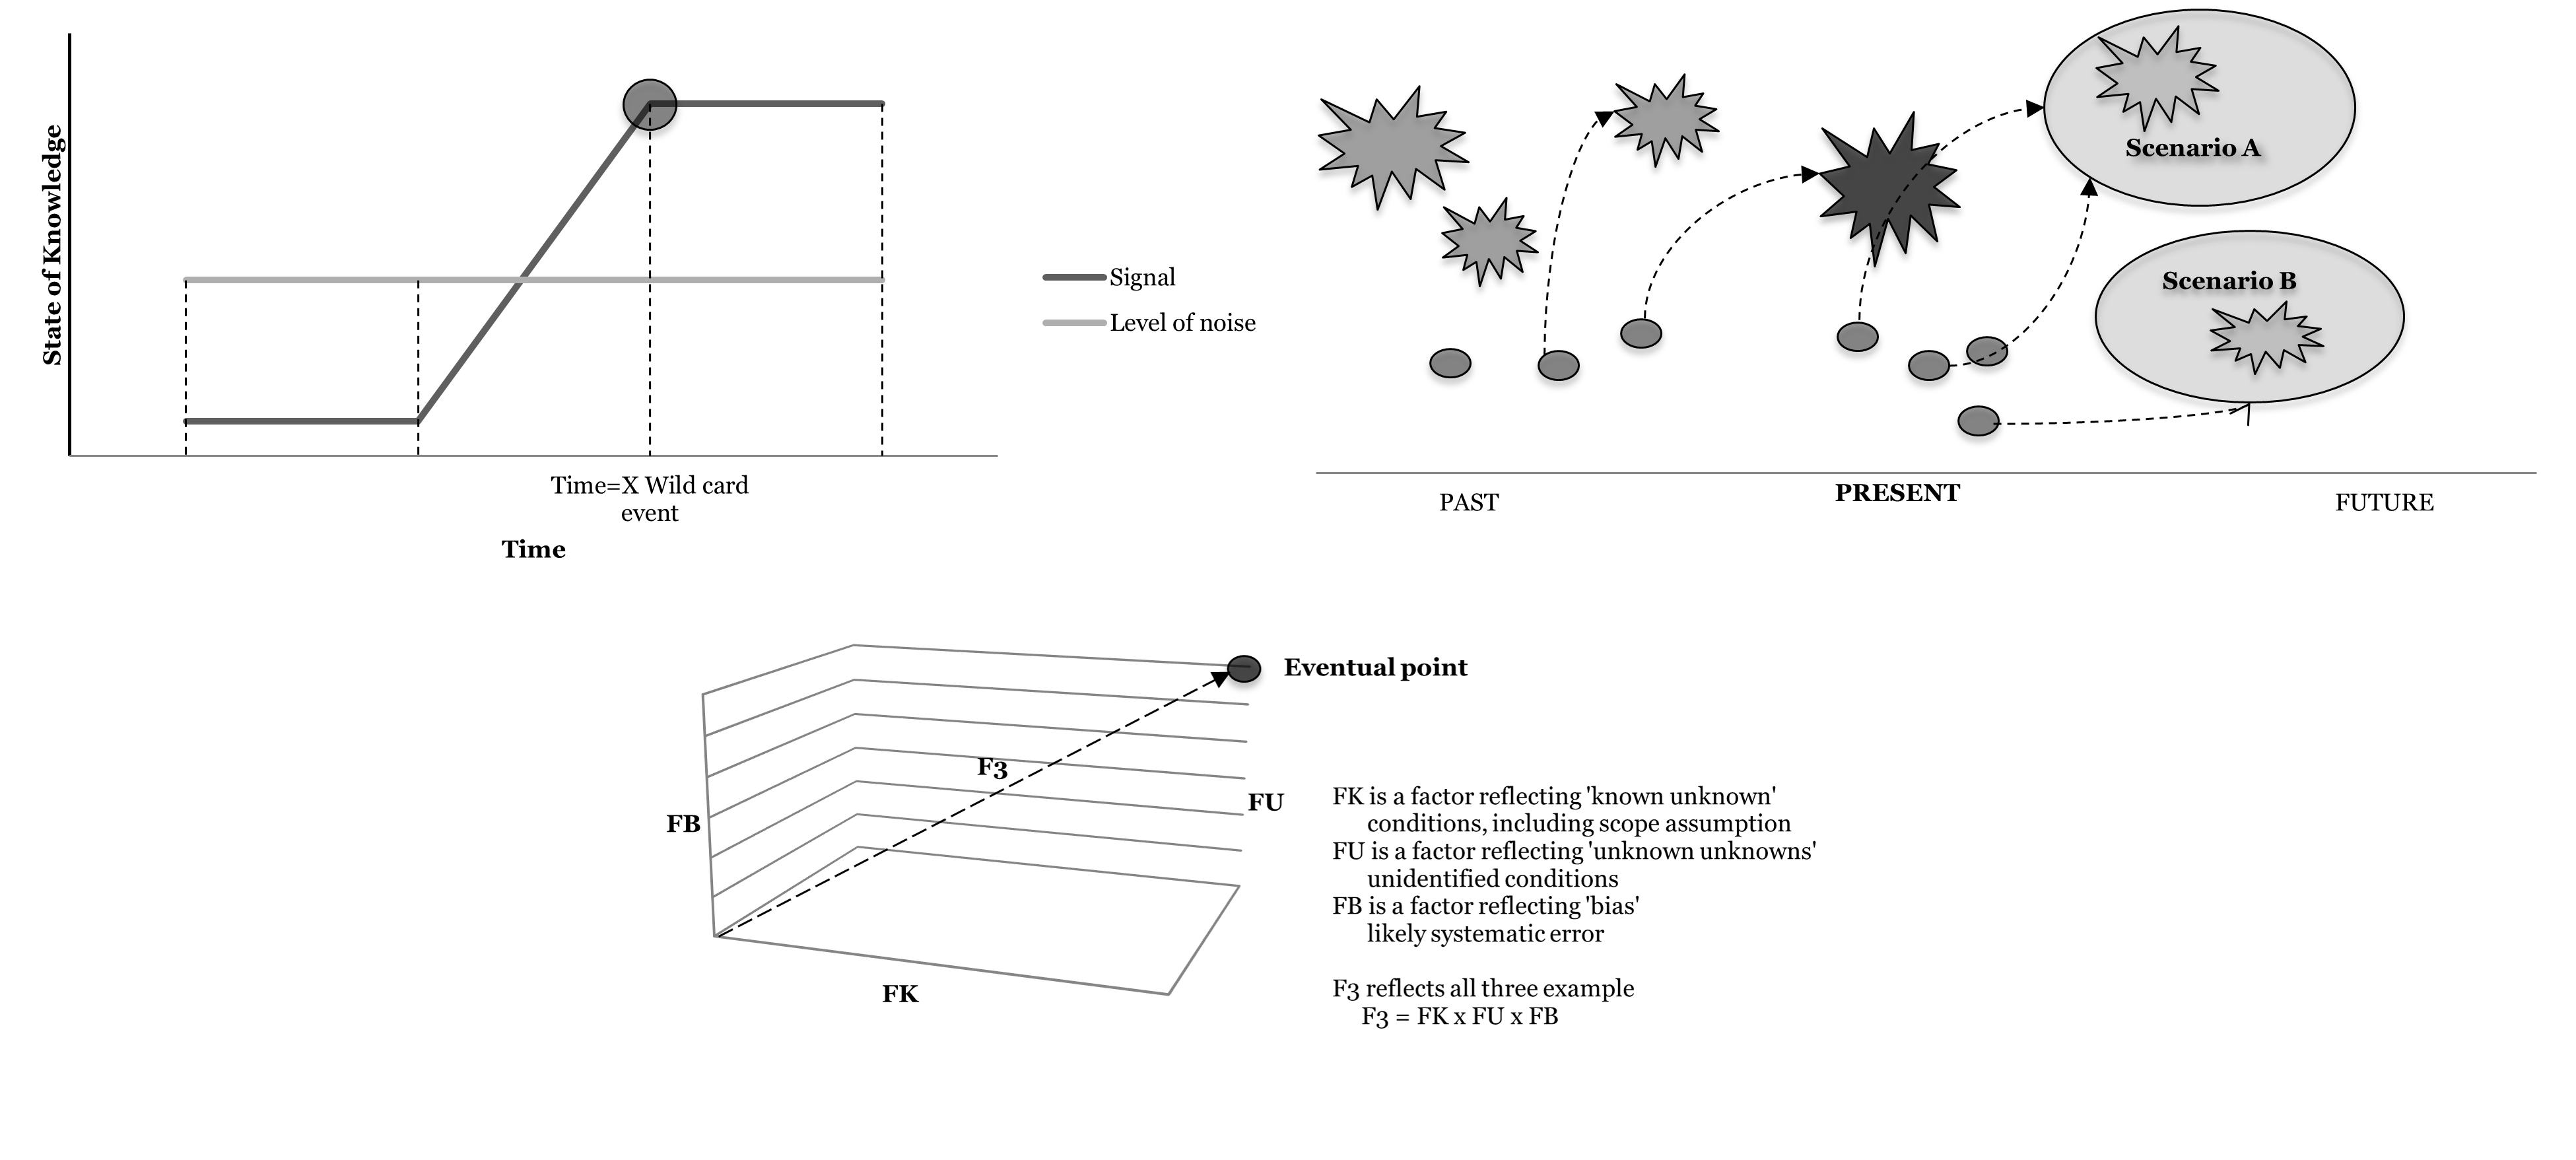 State of Knowledge
Signal
Level of noise
Time=X Wild card
event
Time
Scenario A
Scenario B
PAST
PRESENT
FUTURE
Eventual point
F3
FB
FU
FK
FK is a factor reflecting 'known unknown'
conditions, including scope assumption
FU is a factor reflecting 'unknown unknowns'
unidentified conditions
FB is a factor reflecting 'bias'
likely systematic error
F3 reflects all three example
F3 = FK x FU x FB